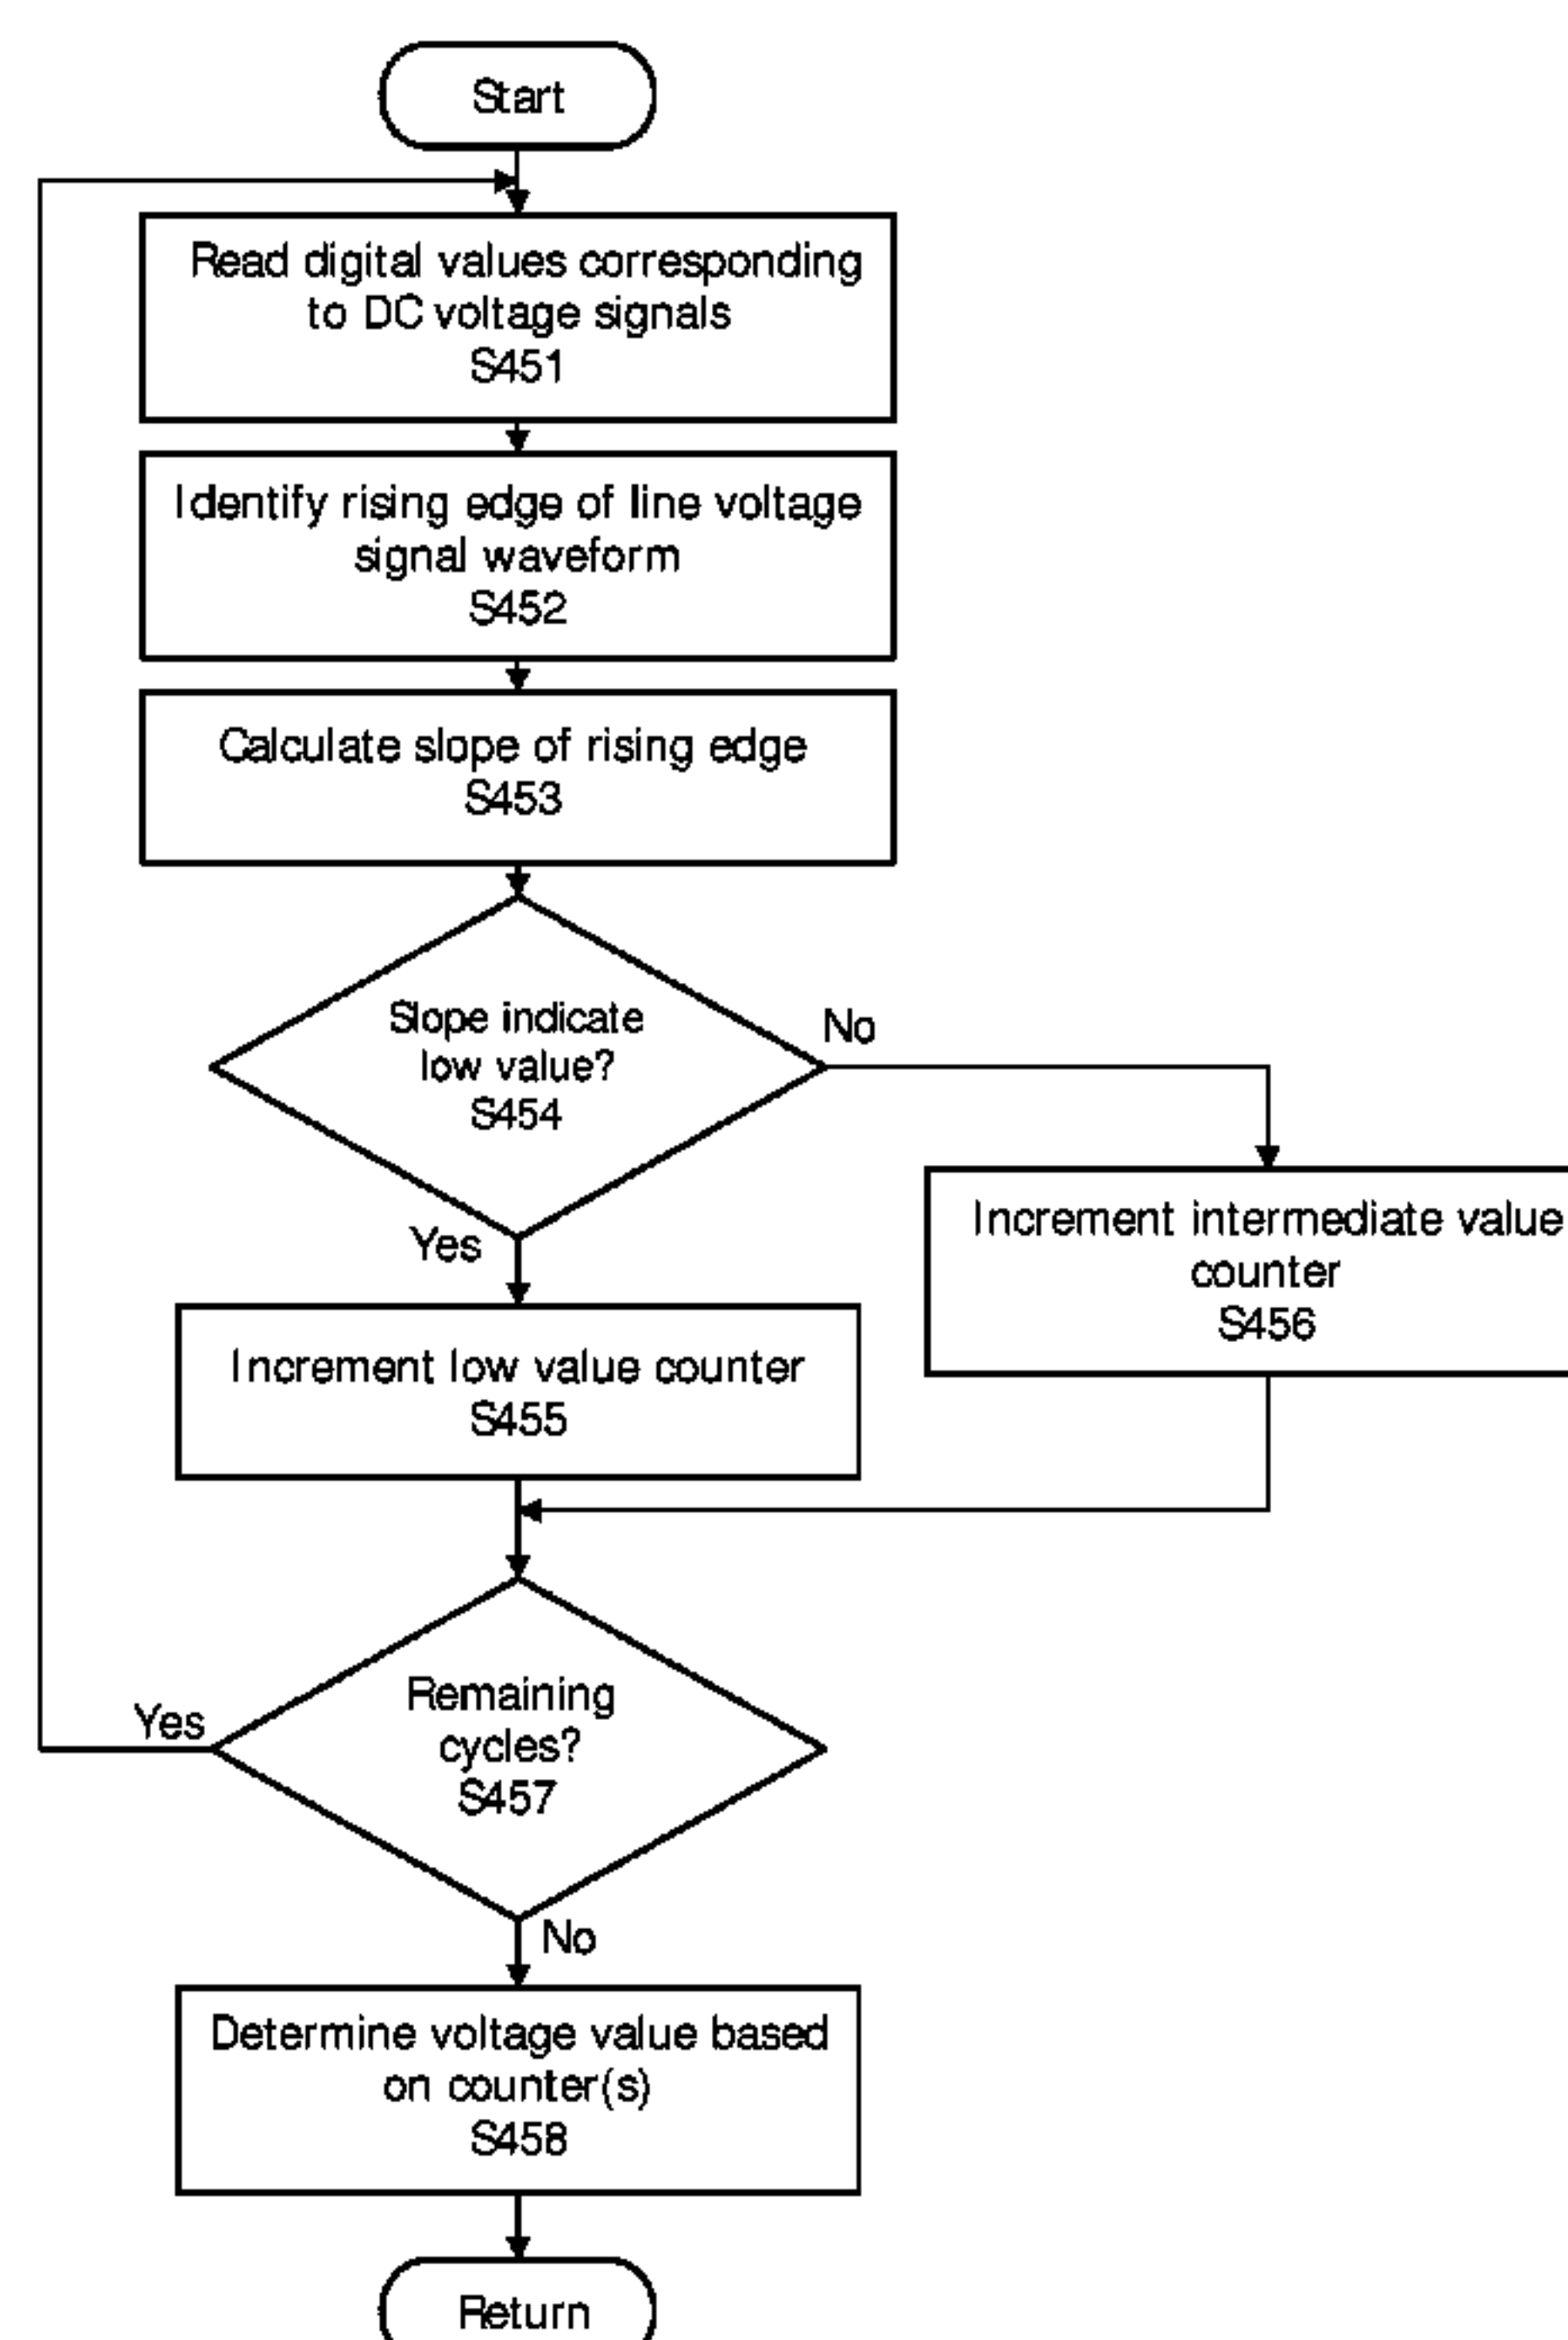 Start
Read digital values corresponding
to DC voltage signals
S451
Identify rising edge of line voltage
signal waveform
S452
Calculate slope of rising edge
S453
Slope indicate
low value?
S454
No
Yes
Increment intermediate value
counter
S456
Increment low value counter
S455
Remaining
cycles?
S457
Yes
No
Determine voltage value based
on counter(s)
S458
Return